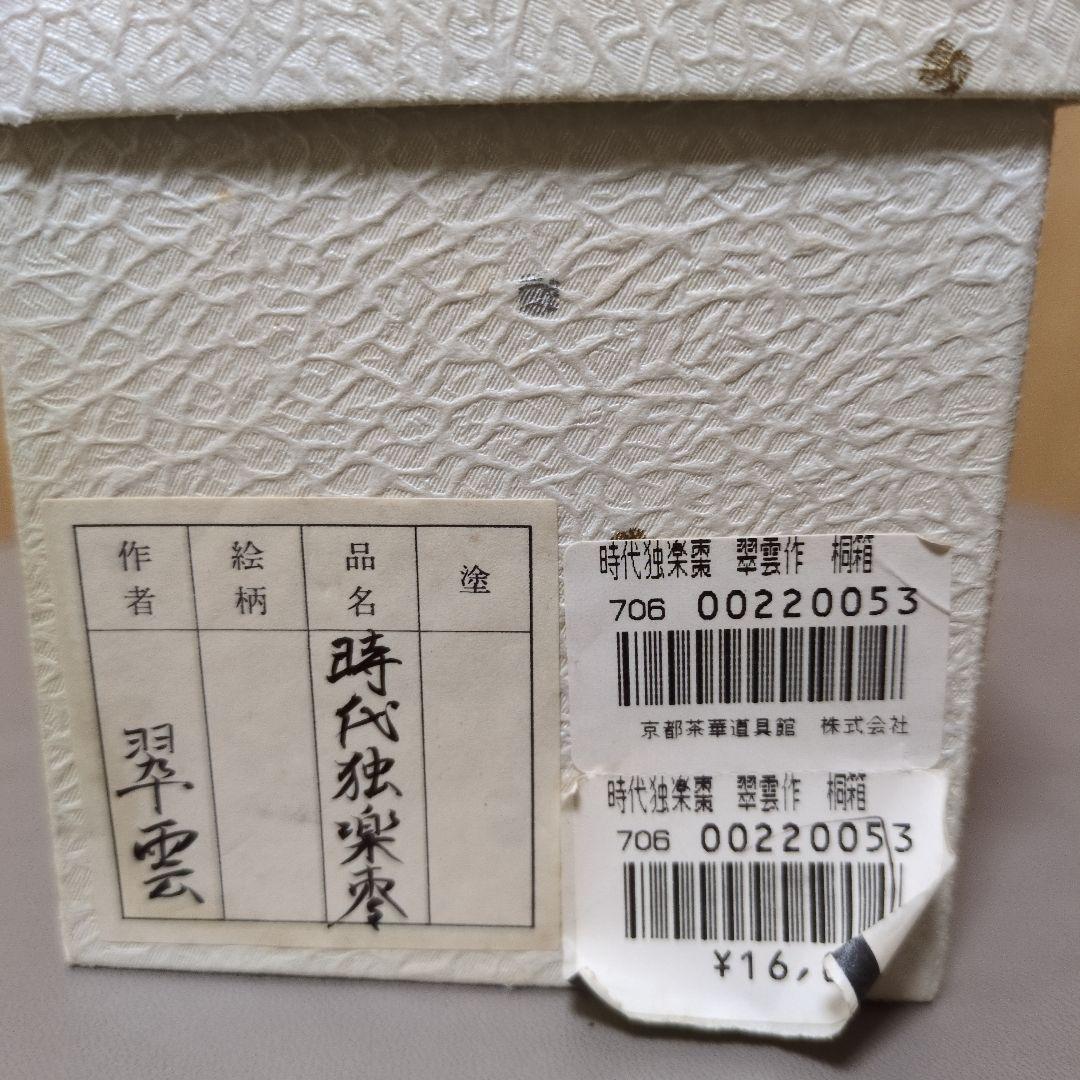 塗
品名
時代独楽棗
絵柄
作者
翠雲
時代独楽棗 翠雲作 桐箱
706 00220053
京都茶華道具館 株式会社
時代独楽棗 翠雲作 桐箱
706 00220053
¥16,